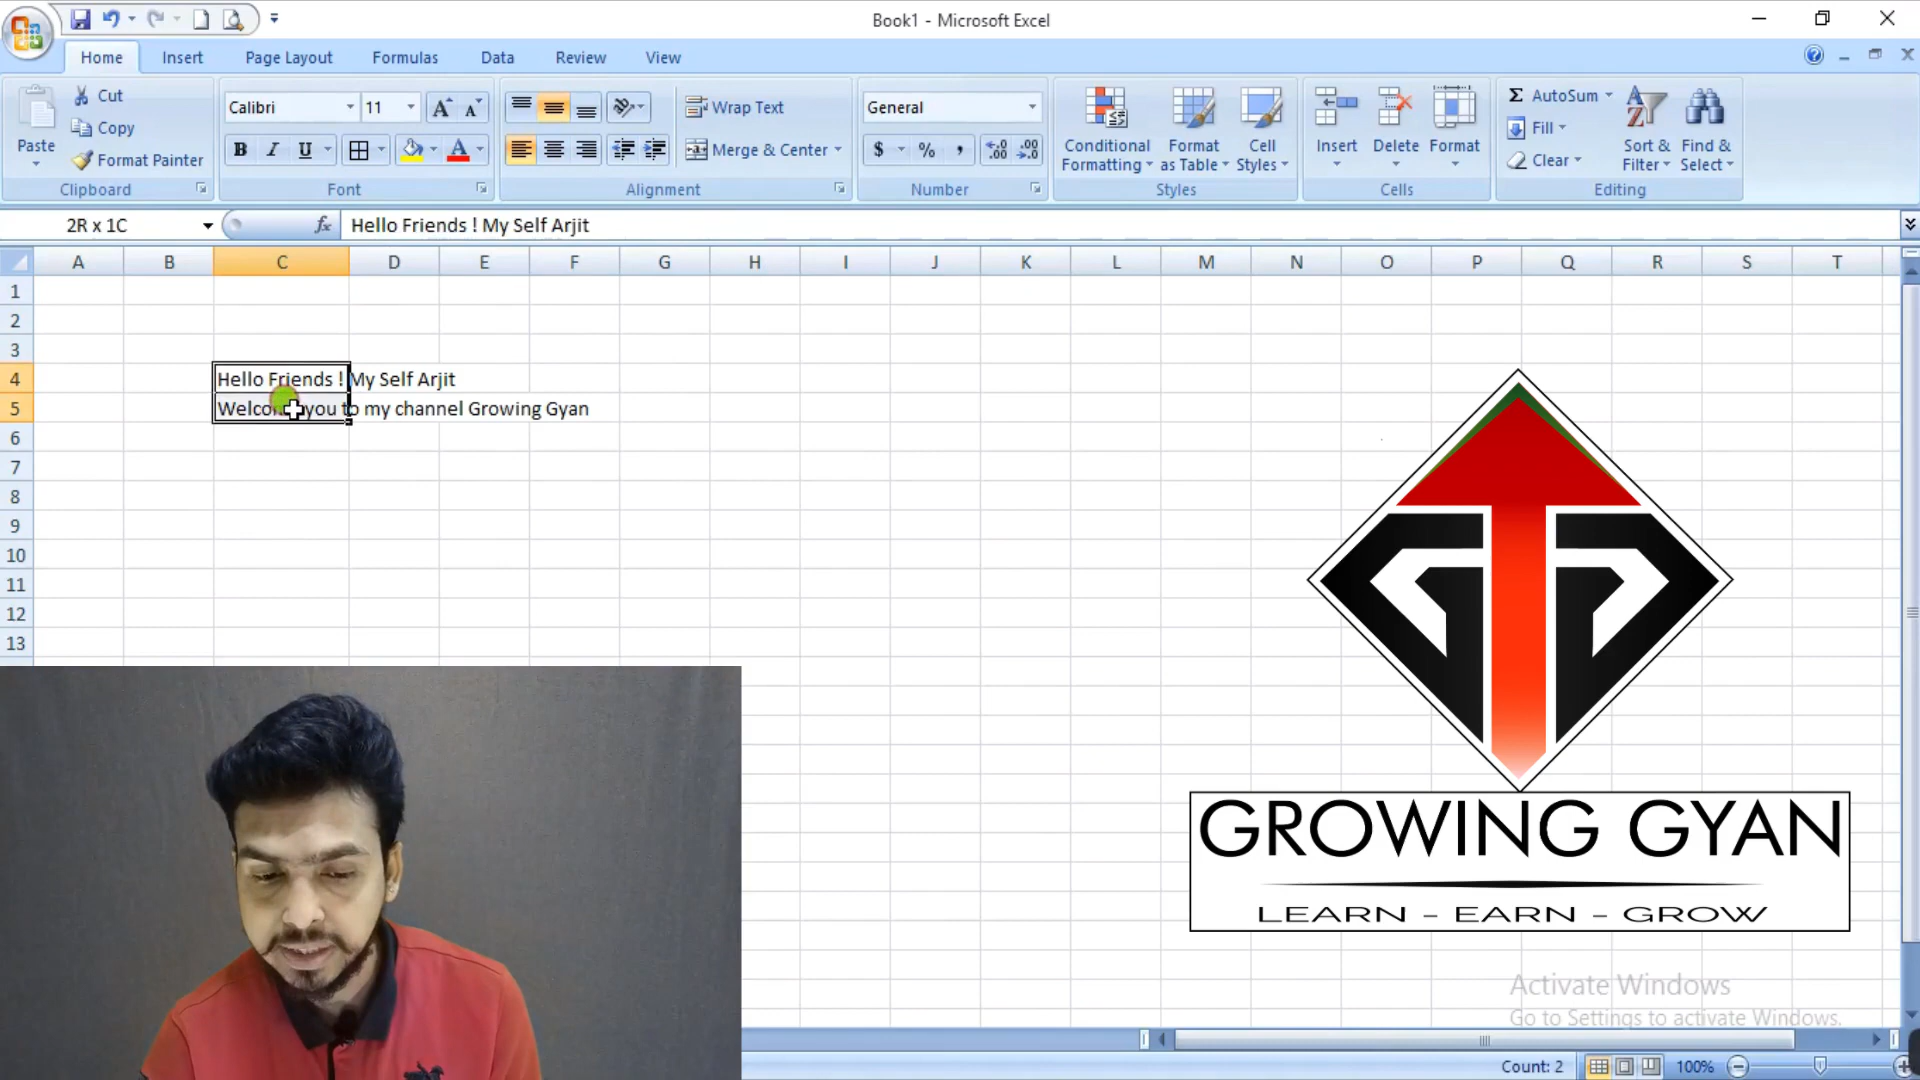 Book1 - Microsoft Excel
Home Insert Page Layout Formulas Data Review View
Paste
Cut
Copy
Format Painter
Clipboard
Calibri 11
B I U
Font
Wrap Text
Merge & Center
Alignment
General
$ % ,
Number
Conditional Formatting
Format as Table
Cell Styles
Styles
Insert Delete Format
Cells
Σ AutoSum
Fill
Clear
Sort & Filter
Find & Select
Editing
2R x 1C fx Hello Friends ! My Self Arjit
A B C D E F G H I J K L M N O P Q R S T
1
2
3
4 Hello Friends ! My Self Arjit
5 you to my channel Growing Gyan
6
7
8
9
10
11
12
13
GROWING GYAN
LEARN - EARN - GROW
Activate Windows
Go to Settings to activate Windows.
Count: 2 100%